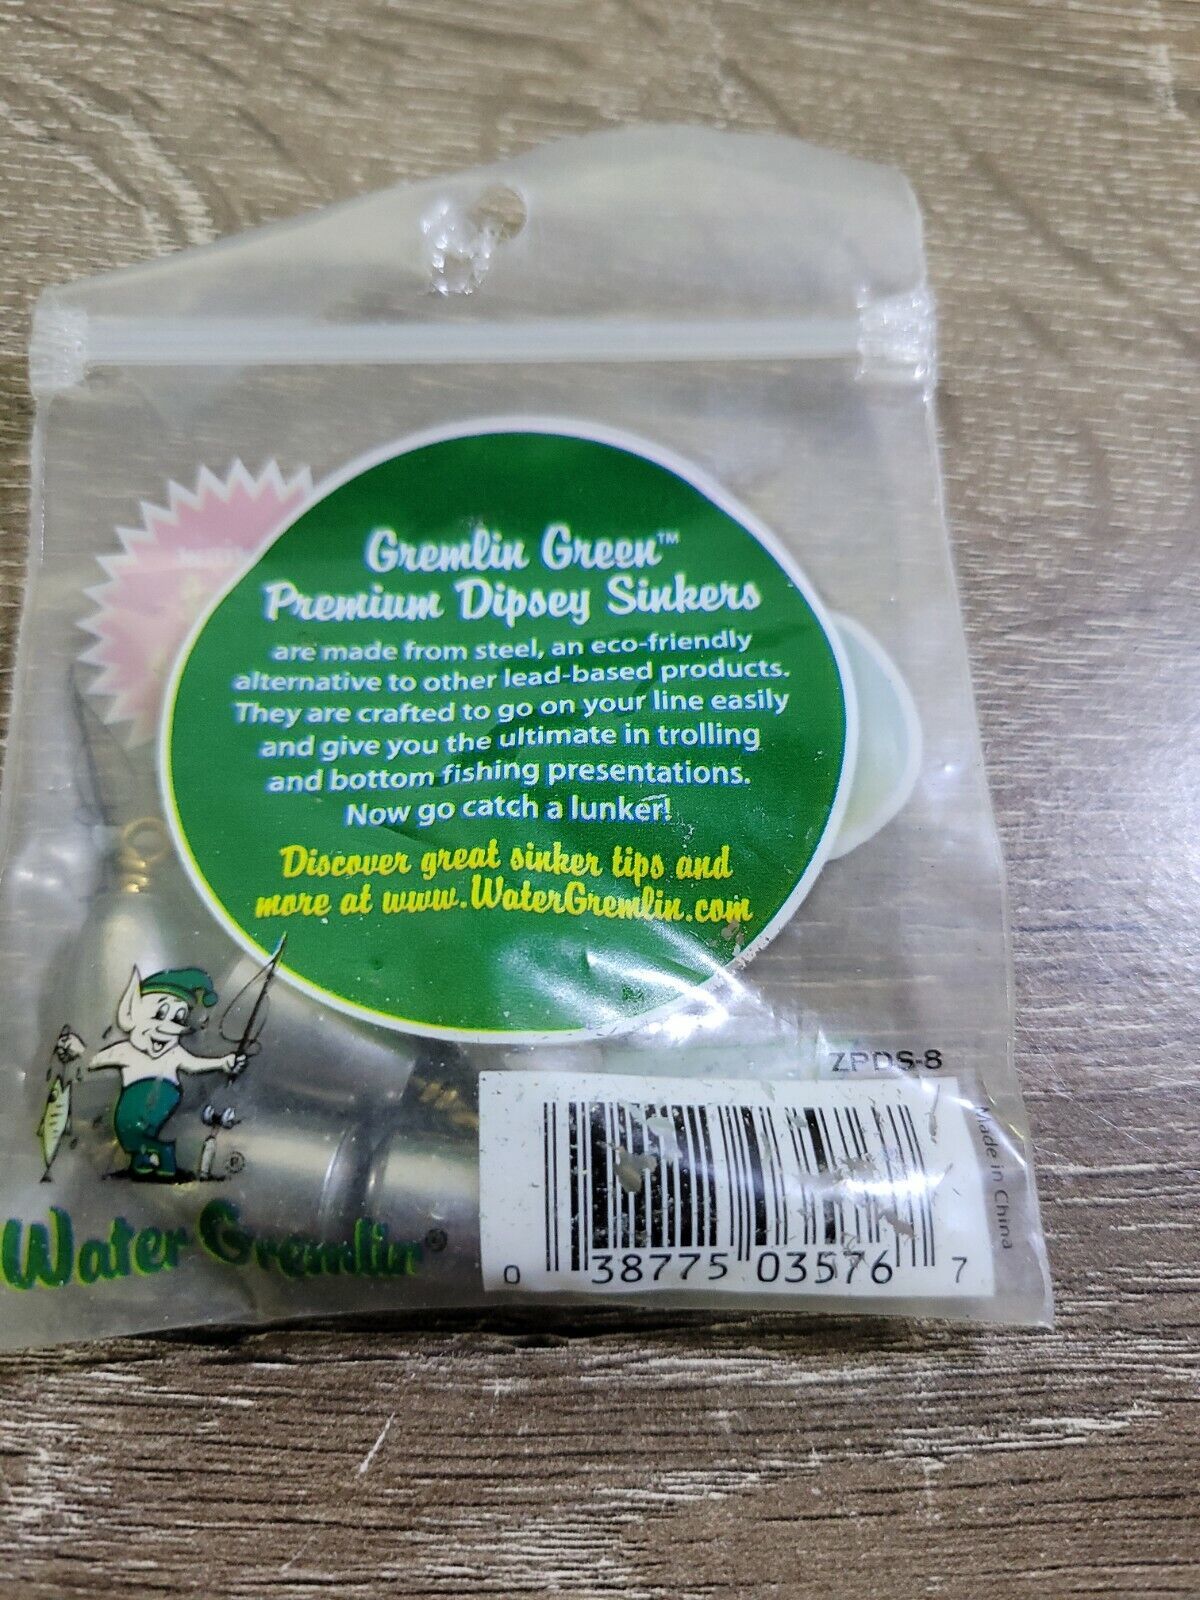 Gremlin Green™
Premium Dipsey Sinkers
are made from steel, an eco-friendly
alternative to other lead-based products.
They are crafted to go on your line easily
and give you the ultimate in trolling
and bottom fishing presentations.
Now go catch a lunker!
Discover great sinker tips and
more at www.WaterGremlin.com
ZPDS-8
Made in China
®
Water Gremlin®
0 38775 03576 7